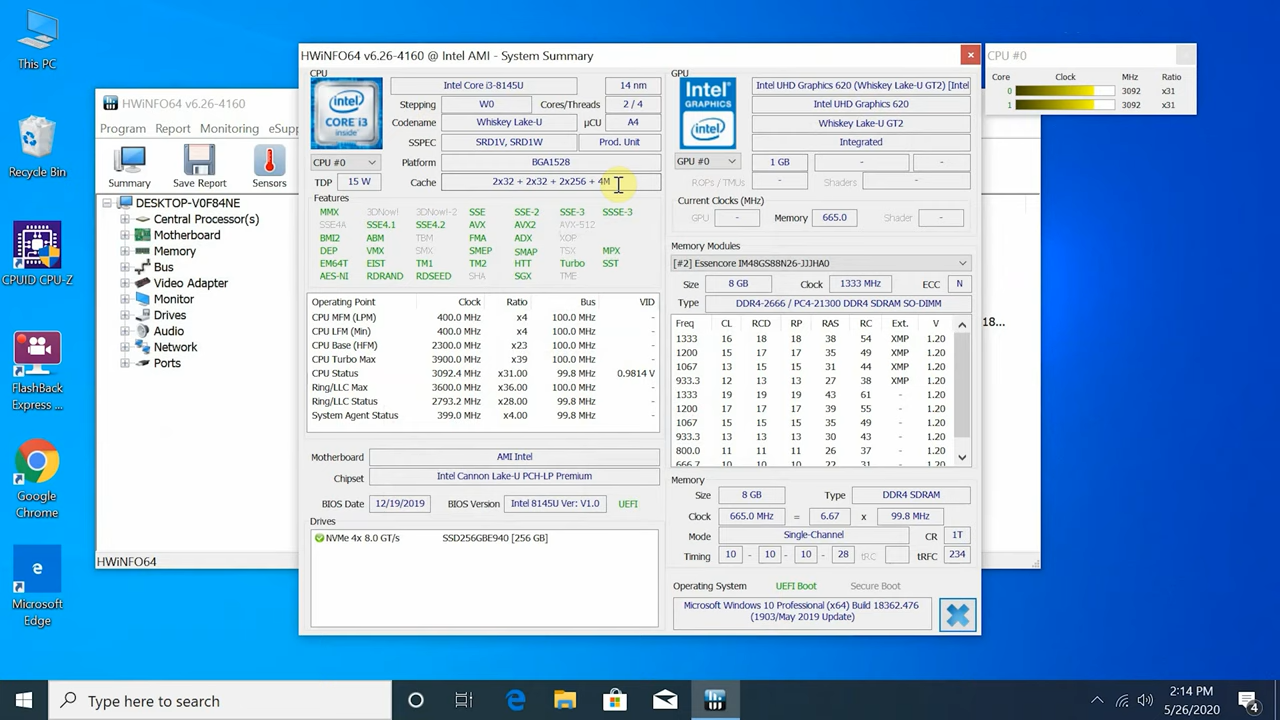 This PC
Recycle Bin
CPUID CPU-Z
FlashBack
Express ...
Google
Chrome
Microsoft
Edge
HWiNFO64 v6.26-4160
Program Report Monitoring eSupp
Summary Save Report Sensors
DESKTOP-V0F84NE
Central Processor(s)
Motherboard
Memory
Bus
Video Adapter
Monitor
Drives
Audio
Network
Ports
HWiNFO64
18...
HWiNFO64 v6.26-4160 @ Intel AMI - System Summary
CPU
intel CORE i3 inside
Intel Core i3-8145U 14 nm
Stepping W0 Cores/Threads 2 / 4
Codename Whiskey Lake-U µCU A4
SSPEC SRD1V, SRD1W Prod. Unit
CPU #0 Platform BGA1528
TDP 15 W Cache 2x32 + 2x32 + 2x256 + 4M
Features
MMX 3DNow! 3DNow!-2 SSE SSE-2 SSE-3 SSSE-3
SSE4A SSE4.1 SSE4.2 AVX AVX2 AVX-512
BMI2 ABM TBM FMA ADX XOP
DEP VMX SMX SMEP SMAP TSX MPX
EM64T EIST TM1 TM2 HTT Turbo SST
AES-NI RDRAND RDSEED SHA SGX TME
Operating Point Clock Ratio Bus VID
CPU MFM (LPM) 400.0 MHz x4 100.0 MHz -
CPU LFM (Min) 400.0 MHz x4 100.0 MHz -
CPU Base (HFM) 2300.0 MHz x23 100.0 MHz -
CPU Turbo Max 3900.0 MHz x39 100.0 MHz -
CPU Status 3092.4 MHz x31.00 99.8 MHz 0.9814 V
Ring/LLC Max 3600.0 MHz x36.00 100.0 MHz -
Ring/LLC Status 2793.2 MHz x28.00 99.8 MHz -
System Agent Status 399.0 MHz x4.00 99.8 MHz -
Motherboard AMI Intel
Chipset Intel Cannon Lake-U PCH-LP Premium
BIOS Date 12/19/2019 BIOS Version Intel 8145U Ver: V1.0 UEFI
Drives
NVMe 4x 8.0 GT/s SSD256GBE940 [256 GB]
GPU
Intel GRAPHICS intel
Intel UHD Graphics 620 (Whiskey Lake-U GT2) [Intel
Intel UHD Graphics 620
Whiskey Lake-U GT2
Integrated
GPU #0 1 GB - -
ROPs / TMUs - Shaders -
Current Clocks (MHz)
GPU - Memory 665.0 Shader -
Memory Modules
[#2] Essencore IM48GS88N26-JJJHA0
Size 8 GB Clock 1333 MHz ECC N
Type DDR4-2666 / PC4-21300 DDR4 SDRAM SO-DIMM
Freq CL RCD RP RAS RC Ext. V
1333 16 18 18 38 54 XMP 1.20
1200 15 17 17 35 49 XMP 1.20
1067 13 15 15 31 44 XMP 1.20
933.3 12 13 13 27 38 XMP 1.20
1333 19 19 19 43 61 - 1.20
1200 17 17 17 39 55 - 1.20
1067 15 15 15 35 49 - 1.20
933.3 13 13 13 30 43 - 1.20
800.0 11 11 11 26 37 - 1.20
666.7 10 10 10 22 31 - 1.20
Memory
Size 8 GB Type DDR4 SDRAM
Clock 665.0 MHz = 6.67 x 99.8 MHz
Mode Single-Channel CR 1T
Timing 10 - 10 - 10 - 28 tRC tRFC 234
Operating System UEFI Boot Secure Boot
Microsoft Windows 10 Professional (x64) Build 18362.476
(1903/May 2019 Update)
CPU #0
Core Clock MHz Ratio
0 3092 x31
1 3092 x31
Type here to search
2:14 PM
5/26/2020
4